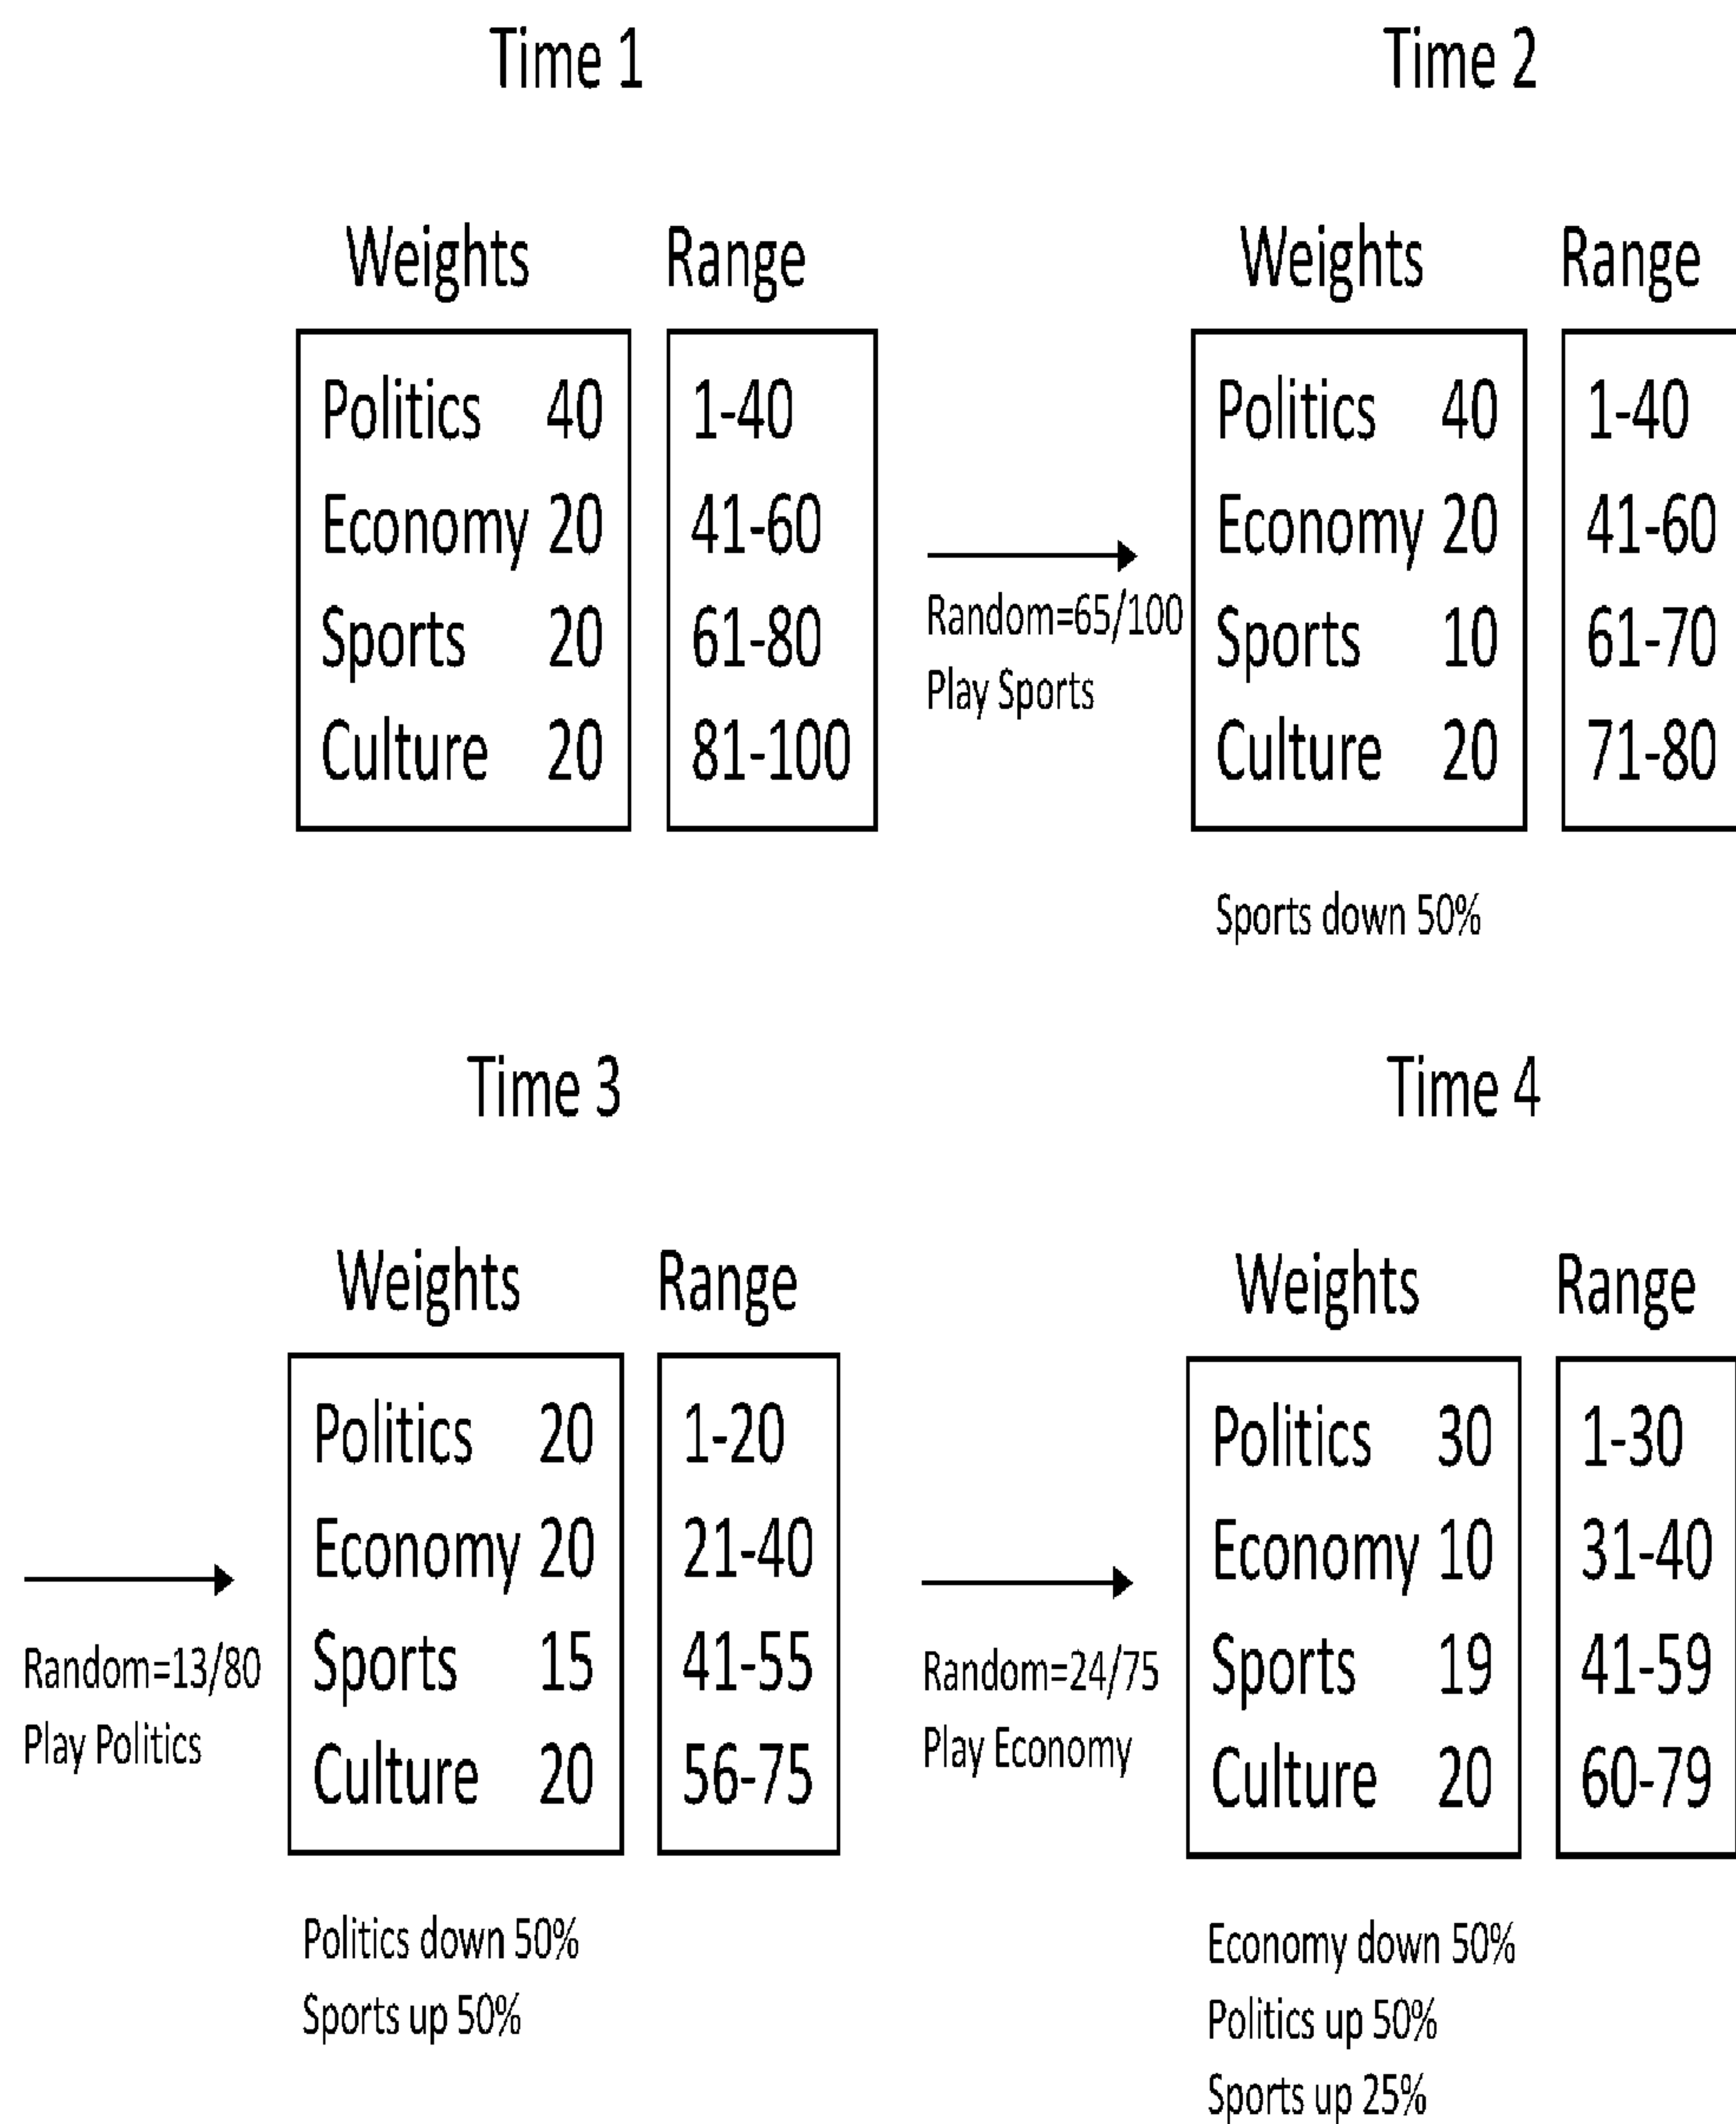 Time 1
Time 2
Weights Range
Weights Range
Politics 40 1-40
Economy 20 41-60
Sports 20 61-80
Culture 20 81-100
Random=65/100
Play Sports
Politics 40 1-40
Economy 20 41-60
Sports 10 61-70
Culture 20 71-80
Sports down 50%
Time 3
Time 4
Weights Range
Weights Range
Random=13/80
Play Politics
Politics 20 1-20
Economy 20 21-40
Sports 15 41-55
Culture 20 56-75
Politics down 50%
Sports up 50%
Random=24/75
Play Economy
Politics 30 1-30
Economy 10 31-40
Sports 19 41-59
Culture 20 60-79
Economy down 50%
Politics up 50%
Sports up 25%